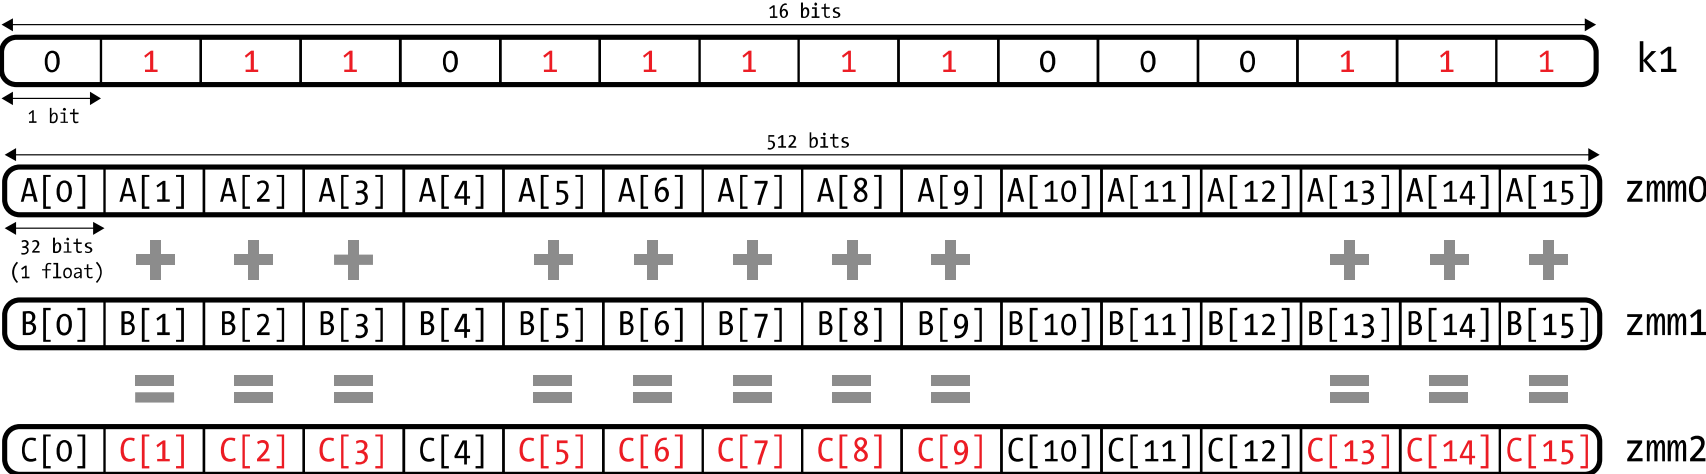 16 bits
0 1 1 1 0 1 1 1 1 1 0 0 0 1 1 1 k1
1 bit
512 bits
A[0] A[1] A[2] A[3] A[4] A[5] A[6] A[7] A[8] A[9] A[10] A[11] A[12] A[13] A[14] A[15] zmm0
32 bits
(1 float)
+ + + + + + + + + + +
B[0] B[1] B[2] B[3] B[4] B[5] B[6] B[7] B[8] B[9] B[10] B[11] B[12] B[13] B[14] B[15] zmm1
= = = = = = = = = = =
C[0] C[1] C[2] C[3] C[4] C[5] C[6] C[7] C[8] C[9] C[10] C[11] C[12] C[13] C[14] C[15] zmm2